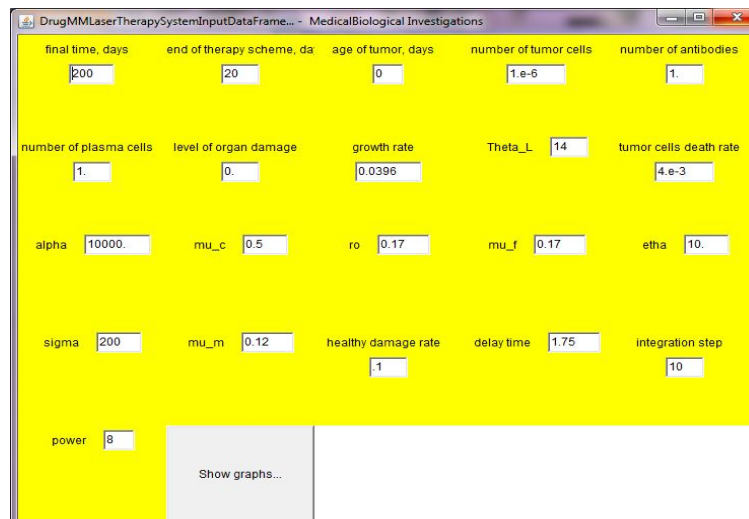 DrugMMLaserTherapySystemInputDataFrame... - MedicalBiological Investigations
final time, days end of therapy scheme, da age of tumor, days number of tumor cells number of antibodies
200 20 0 1.e-6 1.
number of plasma cells level of organ damage growth rate Theta_L 14 tumor cells death rate
1. 0. 0.0396 4.e-3
alpha 10000. mu_c 0.5 ro 0.17 mu_f 0.17 etha 10.
sigma 200 mu_m 0.12 healthy damage rate delay time 1.75 integration step
.1 10
power 8
Show graphs...